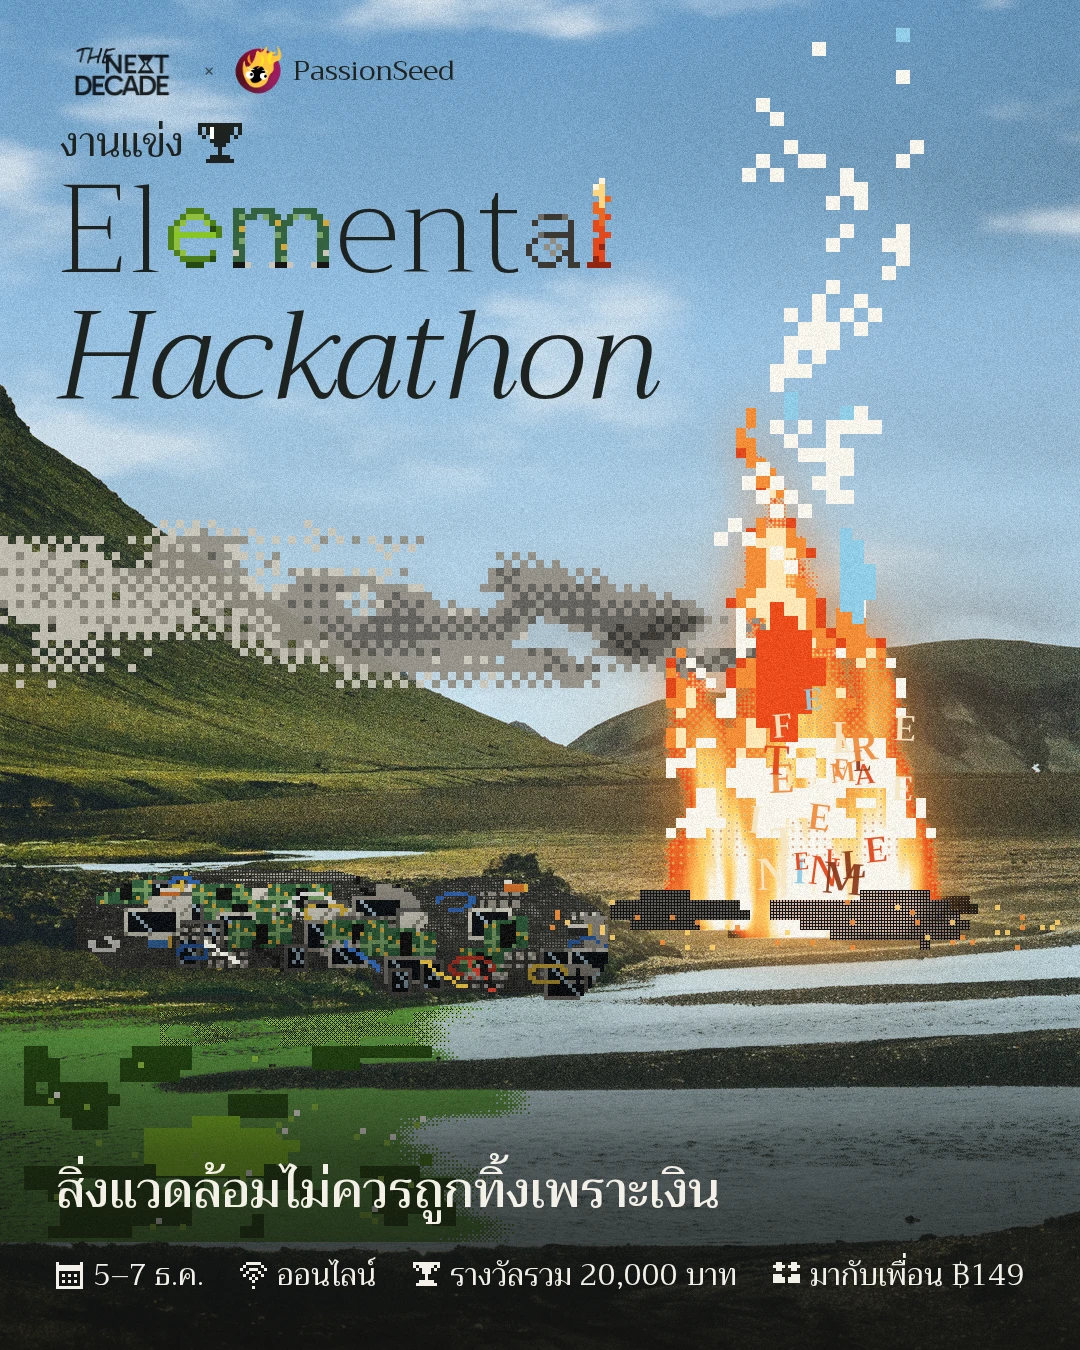 THE NEXT DECADE × PassionSeed
งานแข่ง
Elemental
Hackathon
สิ่งแวดล้อมไม่ควรถูกทิ้งเพราะเงิน
5–7 ธ.ค. ออนไลน์ รางวัลรวม 20,000 บาท มากับเพื่อน ฿149